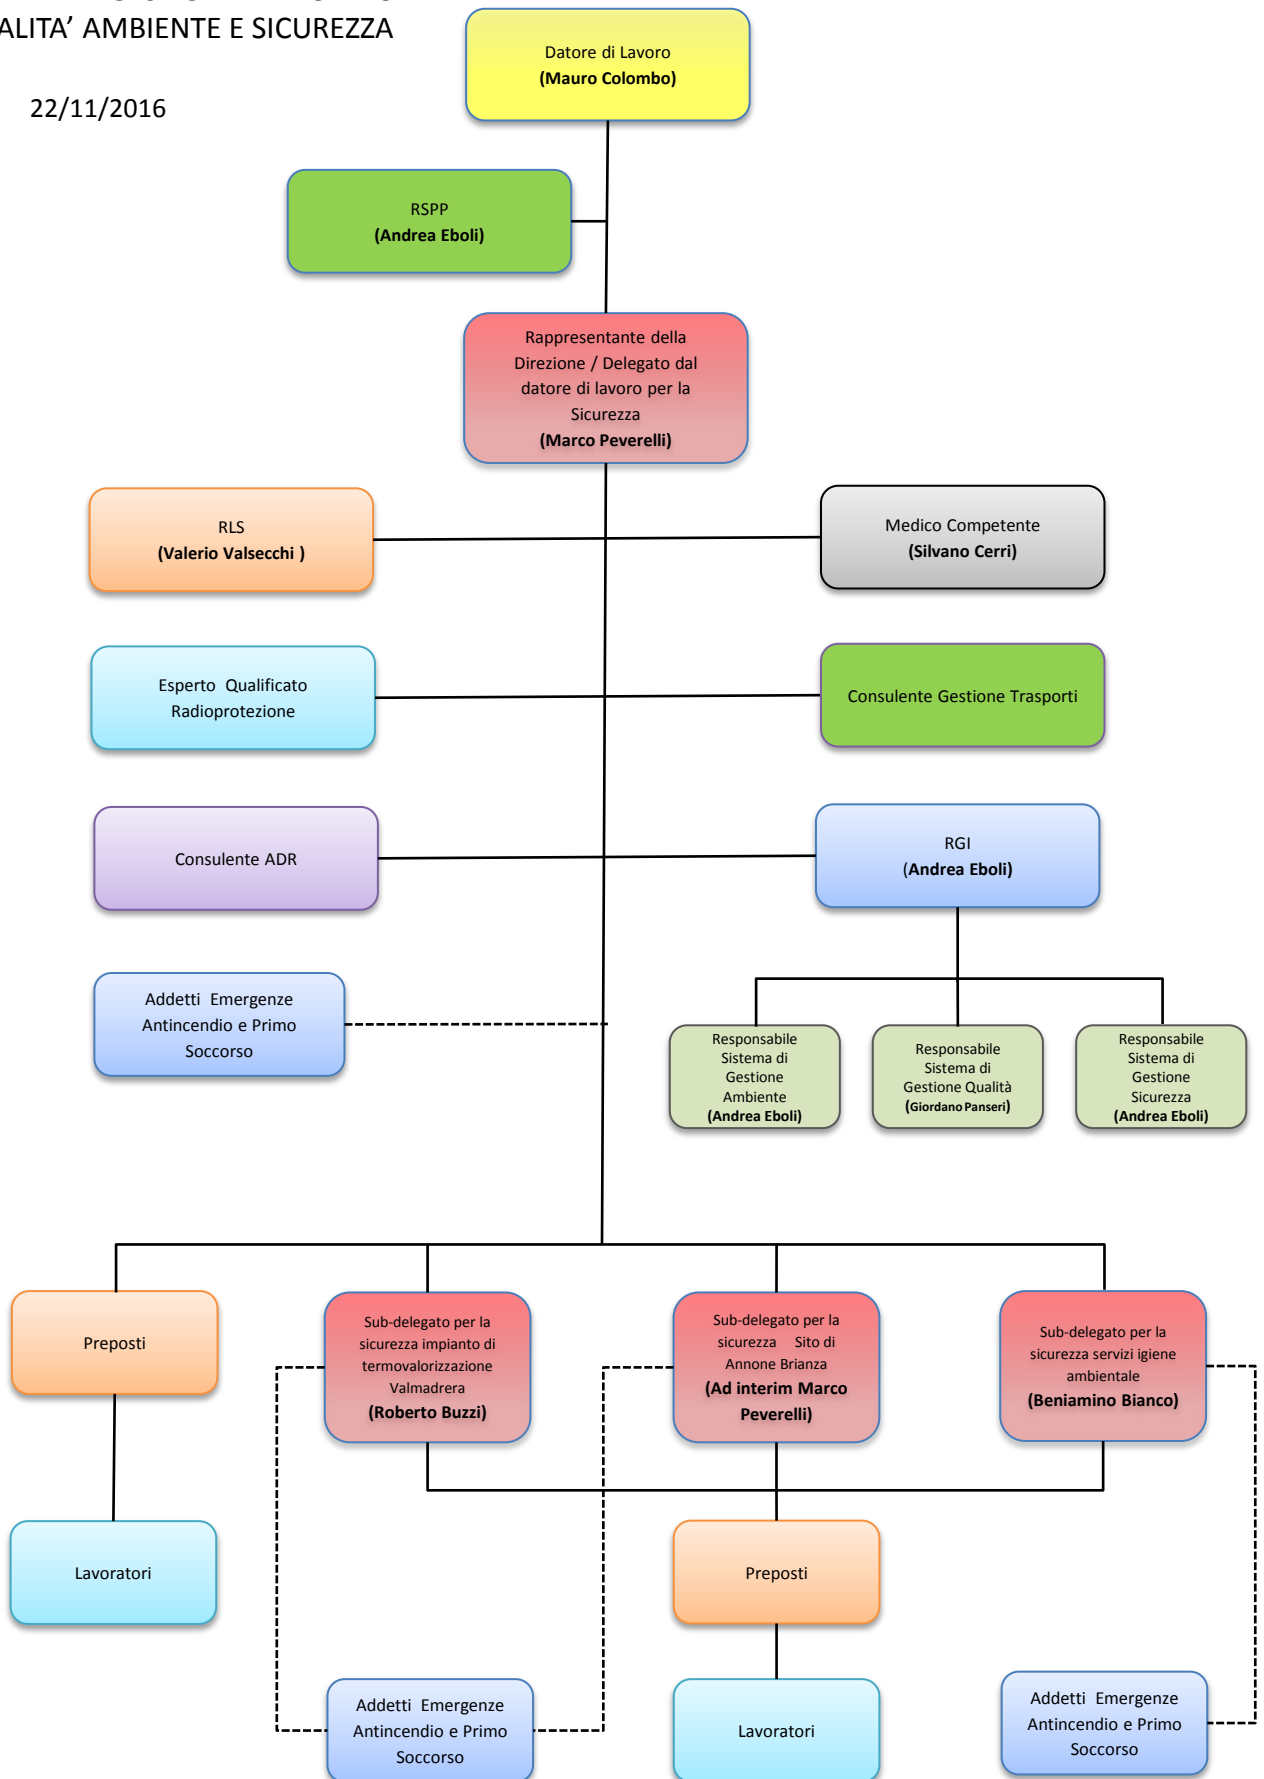 ALITA’ AMBIENTE E SICUREZZA
22/11/2016
Datore di Lavoro
(Mauro Colombo)
RSPP
(Andrea Eboli)
Rappresentante della
Direzione / Delegato dal
datore di lavoro per la
Sicurezza
(Marco Peverelli)
RLS
(Valerio Valsecchi )
Medico Competente
(Silvano Cerri)
Esperto Qualificato
Radioprotezione
Consulente Gestione Trasporti
Consulente ADR
RGI
(Andrea Eboli)
Addetti Emergenze
Antincendio e Primo
Soccorso
Responsabile
Sistema di
Gestione
Ambiente
(Andrea Eboli)
Responsabile
Sistema di
Gestione Qualità
(Giordano Panseri)
Responsabile
Sistema di
Gestione
Sicurezza
(Andrea Eboli)
Preposti
Sub-delegato per la
sicurezza impianto di
termovalorizzazione
Valmadrera
(Roberto Buzzi)
Sub-delegato per la
sicurezza Sito di
Annone Brianza
(Ad interim Marco
Peverelli)
Sub-delegato per la
sicurezza servizi igiene
ambientale
(Beniamino Bianco)
Lavoratori
Preposti
Addetti Emergenze
Antincendio e Primo
Soccorso
Lavoratori
Addetti Emergenze
Antincendio e Primo
Soccorso